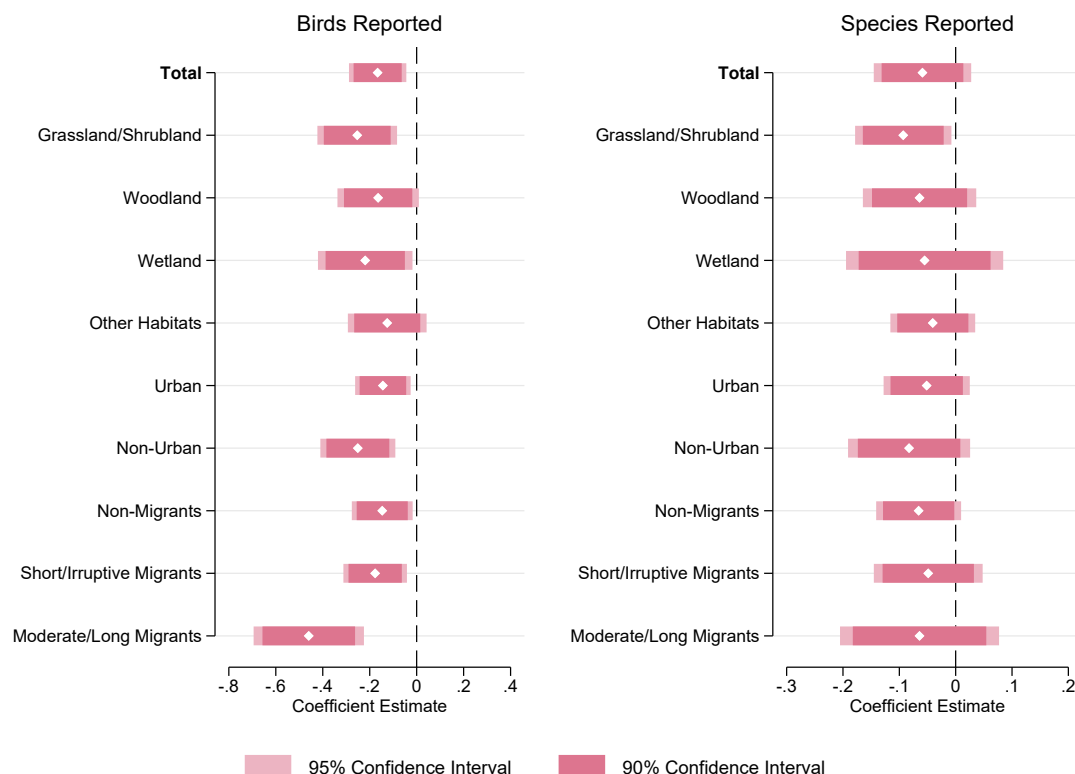 Birds Reported
Total
Grassland/Shrubland
Woodland
Wetland
Other Habitats
Urban
Non-Urban
Non-Migrants
Short/Irruptive Migrants
Moderate/Long Migrants
-.8 -.6 -.4 -.2 0 .2 .4
Coefficient Estimate
Species Reported
Total
Grassland/Shrubland
Woodland
Wetland
Other Habitats
Urban
Non-Urban
Non-Migrants
Short/Irruptive Migrants
Moderate/Long Migrants
-.3 -.2 -.1 0 .1 .2
Coefficient Estimate
95% Confidence Interval 90% Confidence Interval